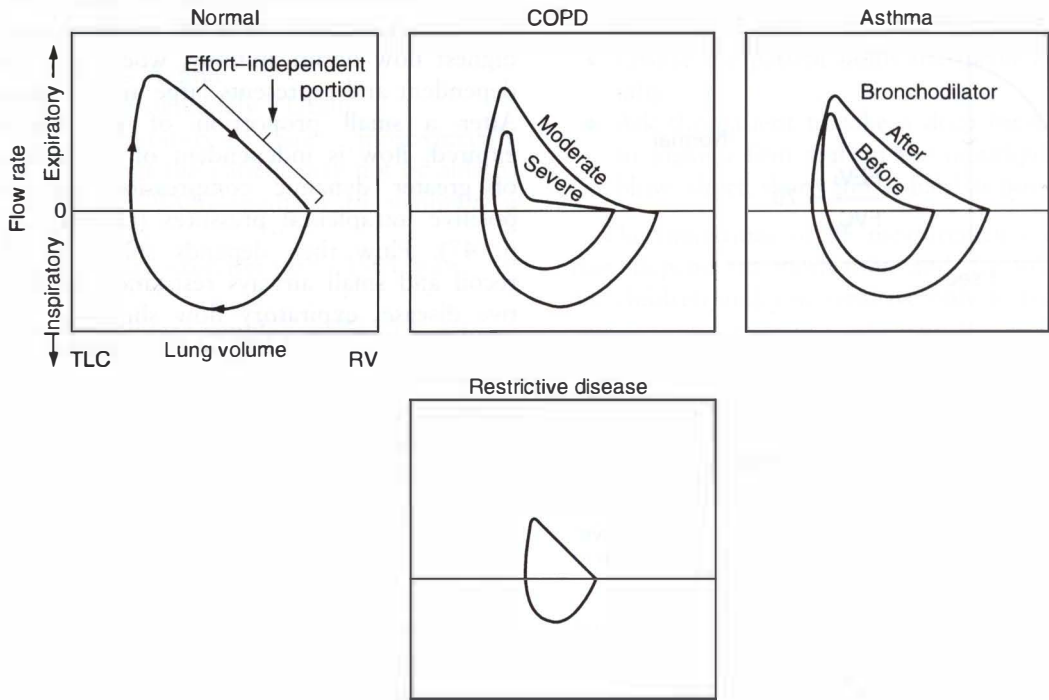 Normal
COPD
Asthma
Effort–independent
portion
Flow rate
Inspiratory
Expiratory
0
TLC
Lung volume
RV
Moderate
Severe
Bronchodilator
After
Before
Restrictive disease